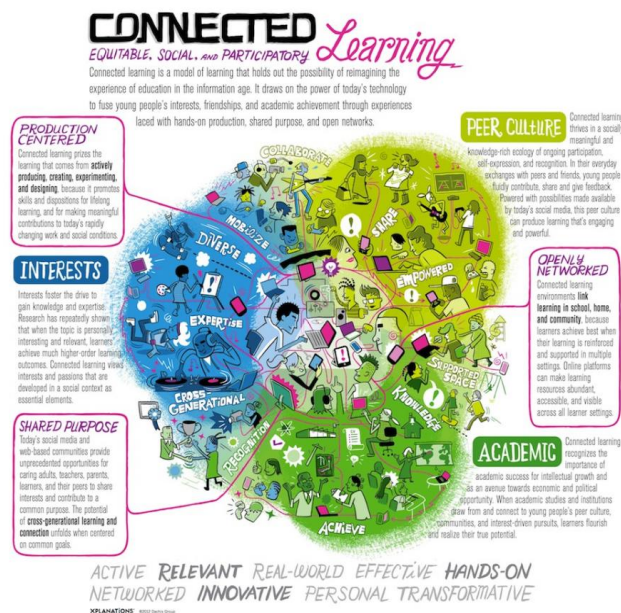 CONNECTED Learning
EQUITABLE, SOCIAL, AND PARTICIPATORY
Connected learning is a model of learning that holds out the possibility of reimagining the
experience of education in the information age. It draws on the power of today's technology
to fuse young people's interests, friendships, and academic achievement through experiences
laced with hands-on production, shared purpose, and open networks.
PRODUCTION
CENTERED
Connected learning prizes the
learning that comes from actively
producing, creating, experimenting,
and designing, because it promotes
skills and dispositions for lifelong
learning, and for making meaningful
contributions to today's rapidly
changing work and social conditions.
INTERESTS
Interests foster the drive to
gain knowledge and expertise.
Research has repeatedly shown
that when the topic is personally
interesting and relevant, learners
achieve much higher-order learning
outcomes. Connected learning views
interests and passions that are
developed in a social context as
essential elements.
SHARED PURPOSE
Today's social media and
web-based communities provide
unprecedented opportunities for
caring adults, teachers, parents,
learners, and their peers to share
interests and contribute to a
common purpose. The potential
of cross-generational learning and
connection unfolds when centered
on common goals.
COLLABORATE
MOBILIZE
DIVERSE
EXPERTISE
CROSS-
GENERATIONAL
RECOGNITION
SHARE
EMPOWERED
SUPPORTED
SPACE
KNOWLEDGE
ACHIEVE
PEER CULTURE
Connected learning
thrives in a socially
meaningful and
knowledge-rich ecology of ongoing participation,
self-expression, and recognition. In their everyday
exchanges with peers and friends, young people
fluidly contribute, share and give feedback.
Powered with possibilities made available
by today's social media, this peer culture
can produce learning that's engaging
and powerful.
OPENLY
NETWORKED
Connected learning
environments link
learning in school, home,
and community, because
learners achieve best when
their learning is reinforced
and supported in multiple
settings. Online platforms
can make learning
resources abundant,
accessible, and visible
across all learner settings.
ACADEMIC
Connected learning
recognizes the
importance of
academic success for intellectual growth and
as an avenue towards economic and political
opportunity. When academic studies and institutions
draw from and connect to young people's peer culture,
communities, and interest-driven pursuits, learners flourish
and realize their true potential.
ACTIVE RELEVANT REAL-WORLD EFFECTIVE HANDS-ON
NETWORKED INNOVATIVE PERSONAL TRANSFORMATIVE
XPLANATiONS